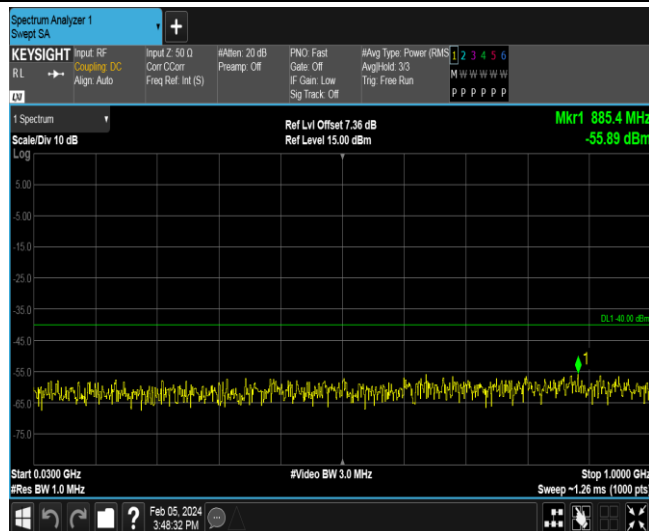 Spectrum Analyzer 1
Swept SA
+
KEYSIGHT
RL
Input: RF
Coupling: DC
Align: Auto
Input Z: 50 Ω
Corr CCorr
Freq Ref: Int (S)
#Atten: 20 dB
Preamp: Off
PNO: Fast
Gate: Off
IF Gain: Low
Sig Track: Off
#Avg Type: Power (RMS
Avg|Hold: 3/3
Trig: Free Run
1 2 3 4 5 6
M W W W W W
P P P P P P
1 Spectrum
Scale/Div 10 dB
Log
Ref Lvl Offset 7.36 dB
Ref Level 15.00 dBm
Mkr1 885.4 MHz
-55.89 dBm
5.00
-5.00
-15.0
-25.0
-35.0
DL1 -40.00 dBm
-45.0
1
-55.0
-65.0
-75.0
Start 0.0300 GHz
#Res BW 1.0 MHz
#Video BW 3.0 MHz
Stop 1.0000 GHz
Sweep ~1.26 ms (1000 pts)
?
Feb 05, 2024
3:48:32 PM